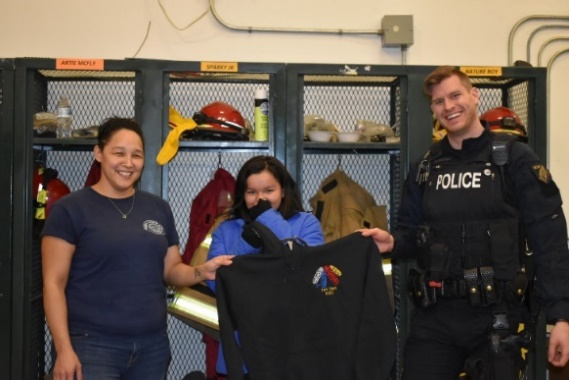 ARTIE MCFLY
SPARKY JR
NATURE BOY
POLICE